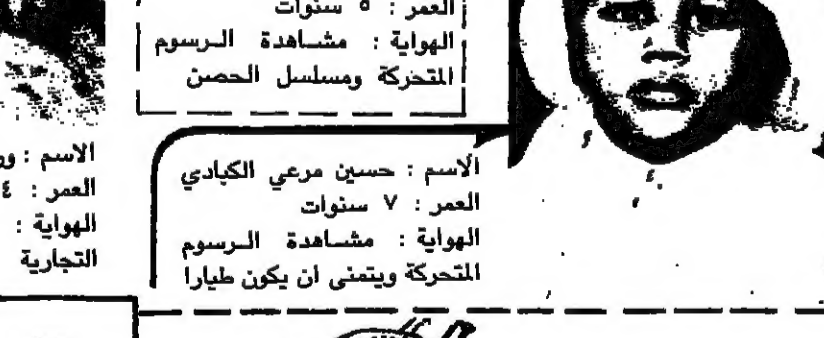 العمر : ٥ سنوات
الهواية : مشاهدة الرسوم
المتحركة ومسلسل الحصن
الاسم : حسين مرعي الكبادي
العمر : ٧ سنوات
الهواية : مشاهدة الرسوم
المتحركة ويتمنى ان يكون طيارا
الاسم :
العمر : ٤
الهواية :
التجارية